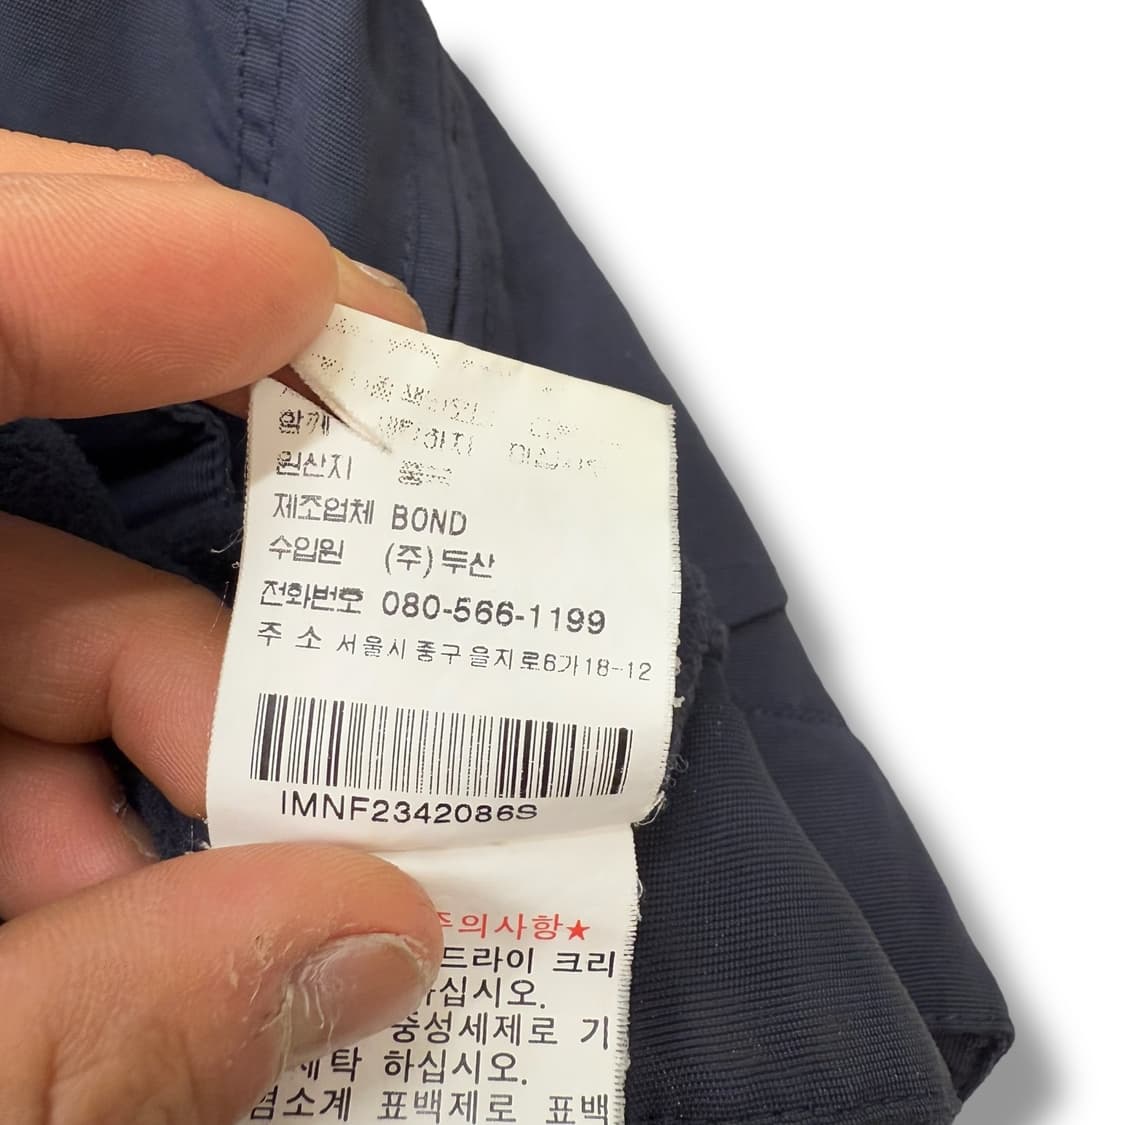 함께
원산지
제조업체 BOND
수입원 (주)두산
전화번호 080-566-1199
주 소 서울시 중구 을지로6가18-12
IMNF2342086S
주의사항★
드라이 크리
하십시오.
중성세제로 기
세탁 하십시오.
염소계 표백제로 표백